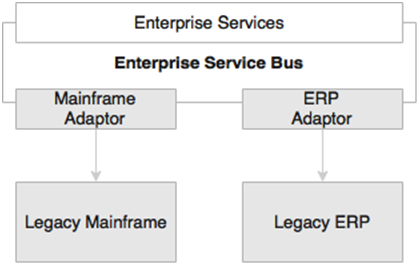 Enterprise Services
Enterprise Service Bus
Mainframe
Adaptor
ERP
Adaptor
Legacy Mainframe
Legacy ERP